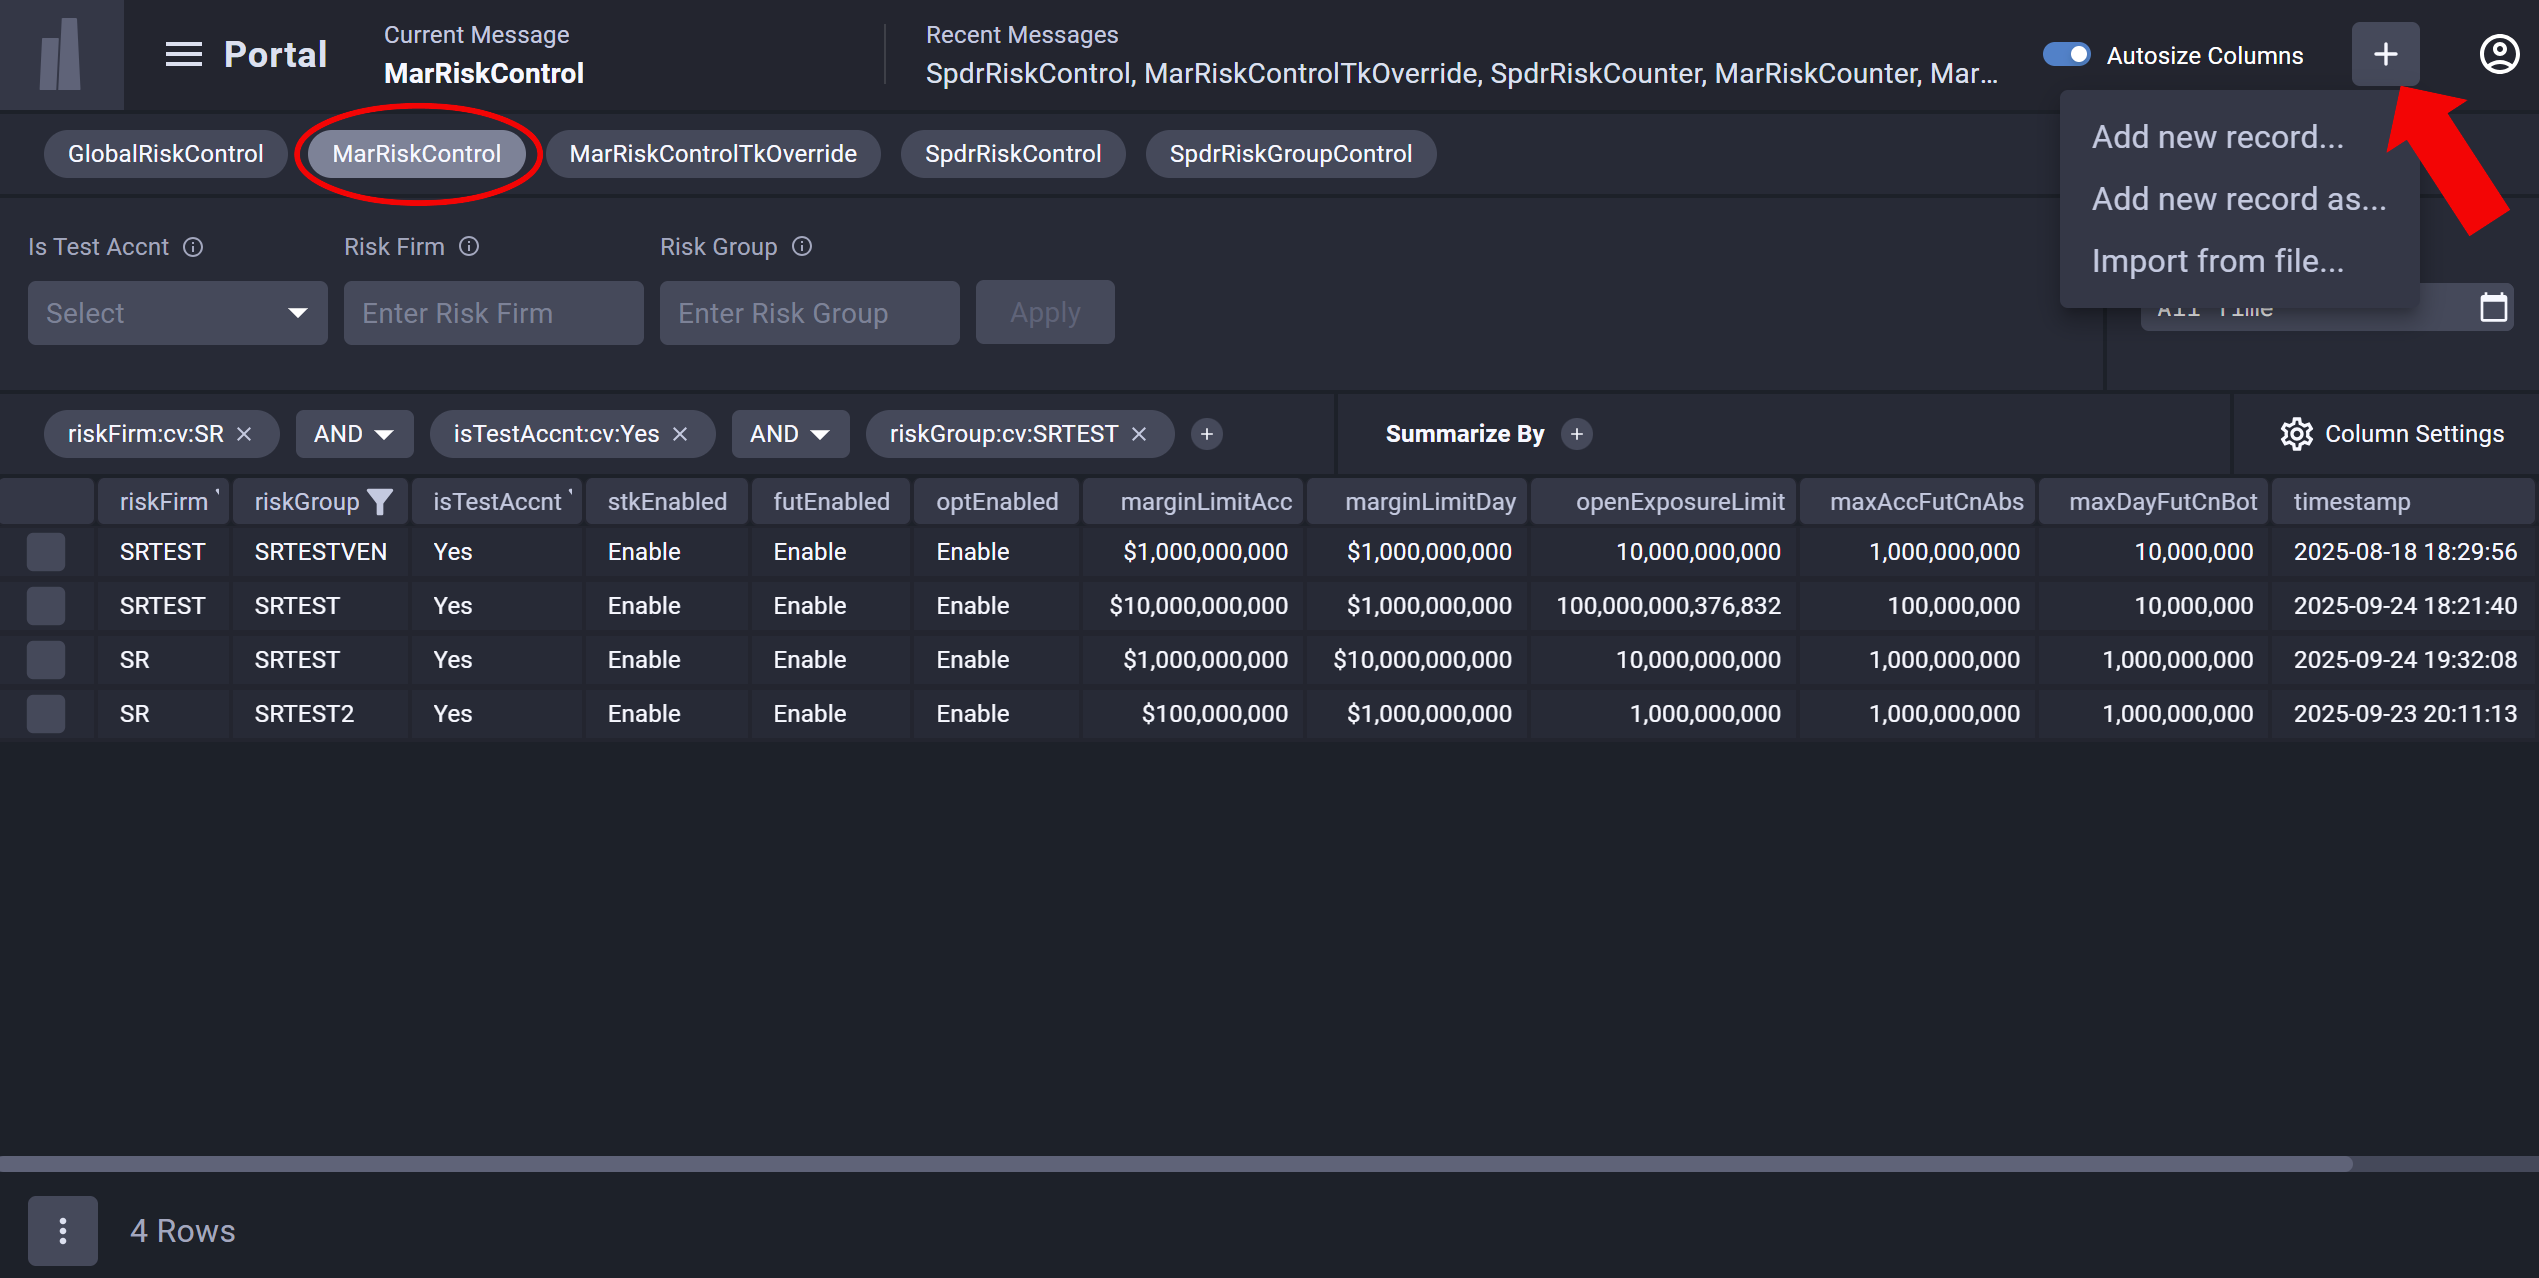 Portal
Current Message
MarRiskControl
Recent Messages
SpdrRiskControl, MarRiskControlTkOverride, SpdrRiskCounter, MarRiskCounter, Mar...
Autosize Columns
Add new record...
Add new record as...
Import from file...
GlobalRiskControl MarRiskControl MarRiskControlTkOverride SpdrRiskControl SpdrRiskGroupControl
Is Test Accnt Risk Firm Risk Group
Select Enter Risk Firm Enter Risk Group Apply All Time
riskFirm:cv:SR AND isTestAccnt:cv:Yes AND riskGroup:cv:SRTEST Summarize By Column Settings
riskFirm riskGroup isTestAccnt stkEnabled futEnabled optEnabled marginLimitAcc marginLimitDay openExposureLimit maxAccFutCnAbs maxDayFutCnBot timestamp
SRTEST SRTESTVEN Yes Enable Enable Enable $1,000,000,000 $1,000,000,000 10,000,000,000 1,000,000,000 10,000,000 2025-08-18 18:29:56
SRTEST SRTEST Yes Enable Enable Enable $10,000,000,000 $1,000,000,000 100,000,000,376,832 100,000,000 10,000,000 2025-09-24 18:21:40
SR SRTEST Yes Enable Enable Enable $1,000,000,000 $10,000,000,000 10,000,000,000 1,000,000,000 1,000,000,000 2025-09-24 19:32:08
SR SRTEST2 Yes Enable Enable Enable $100,000,000 $1,000,000,000 1,000,000,000 1,000,000,000 1,000,000,000 2025-09-23 20:11:13
4 Rows